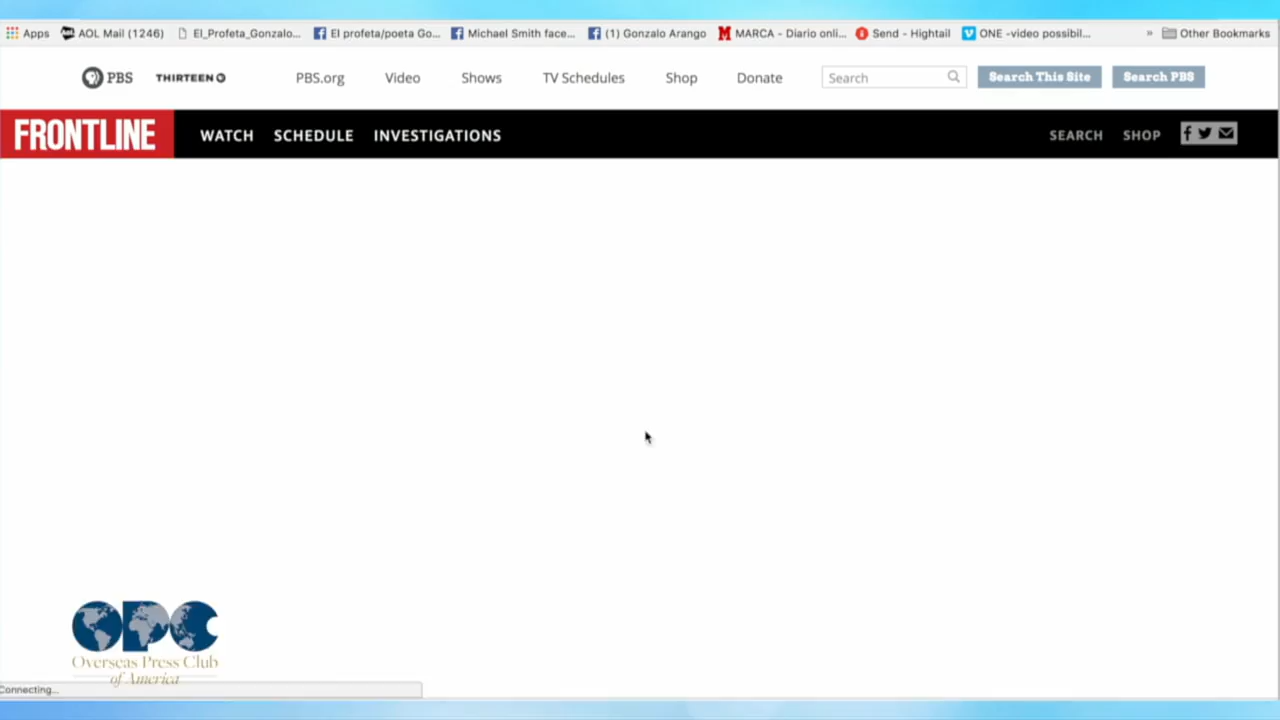 Apps AOL Mail (1246) El_Profeta_Gonzalo... El profeta/poeta Go... Michael Smith face... (1) Gonzalo Arango MARCA - Diario onli... Send - Hightail ONE -video possibil... » Other Bookmarks
PBS THIRTEEN PBS.org Video Shows TV Schedules Shop Donate Search Search This Site Search PBS
FRONTLINE WATCH SCHEDULE INVESTIGATIONS SEARCH SHOP
OPC
Overseas Press Club
of America
Connecting...